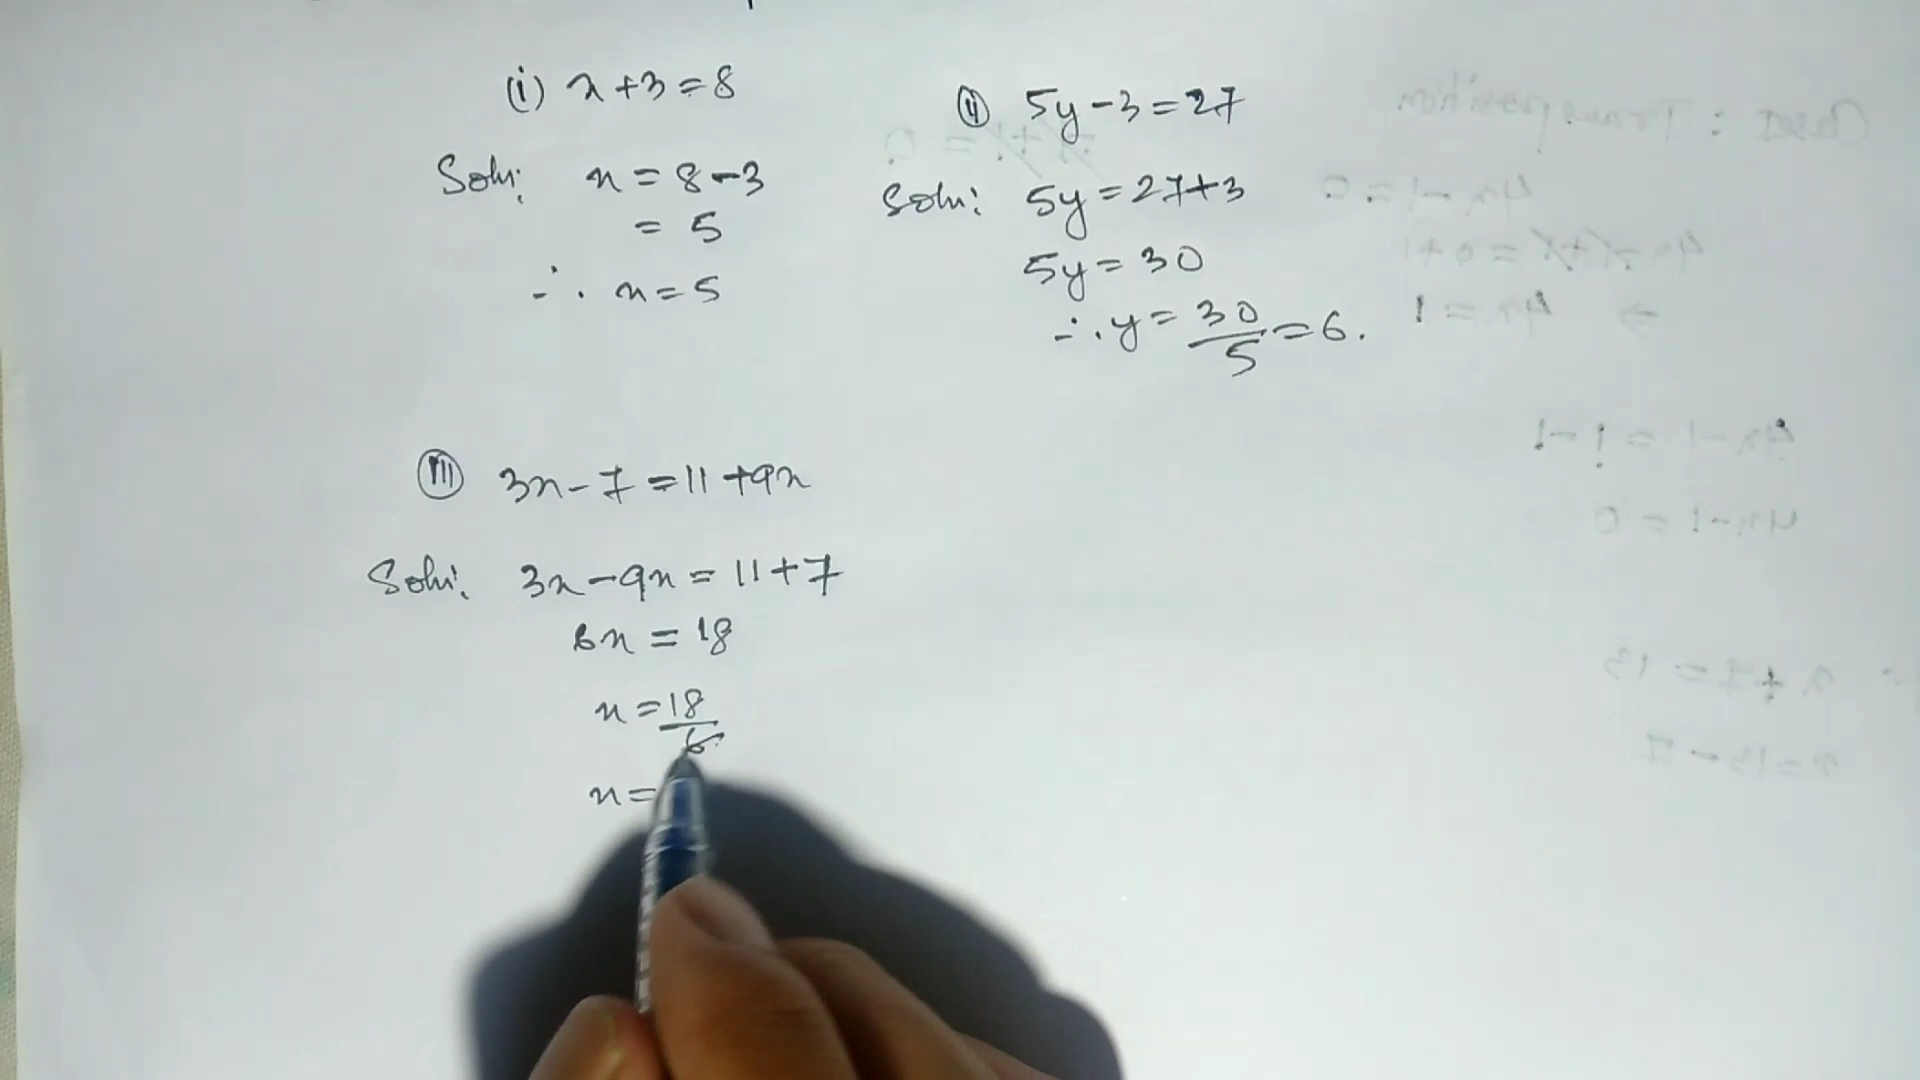 (i) x+3=8
Soln: x = 8-3
= 5
∴ x=5
(ii) 5y-3=27
Soln: 5y=27+3
5y=30
∴ y= 30/5 =6.
(iii) 3x-7=11+9x
Soln: 3x-9x=11+7
6x=18
x=18/6
x=